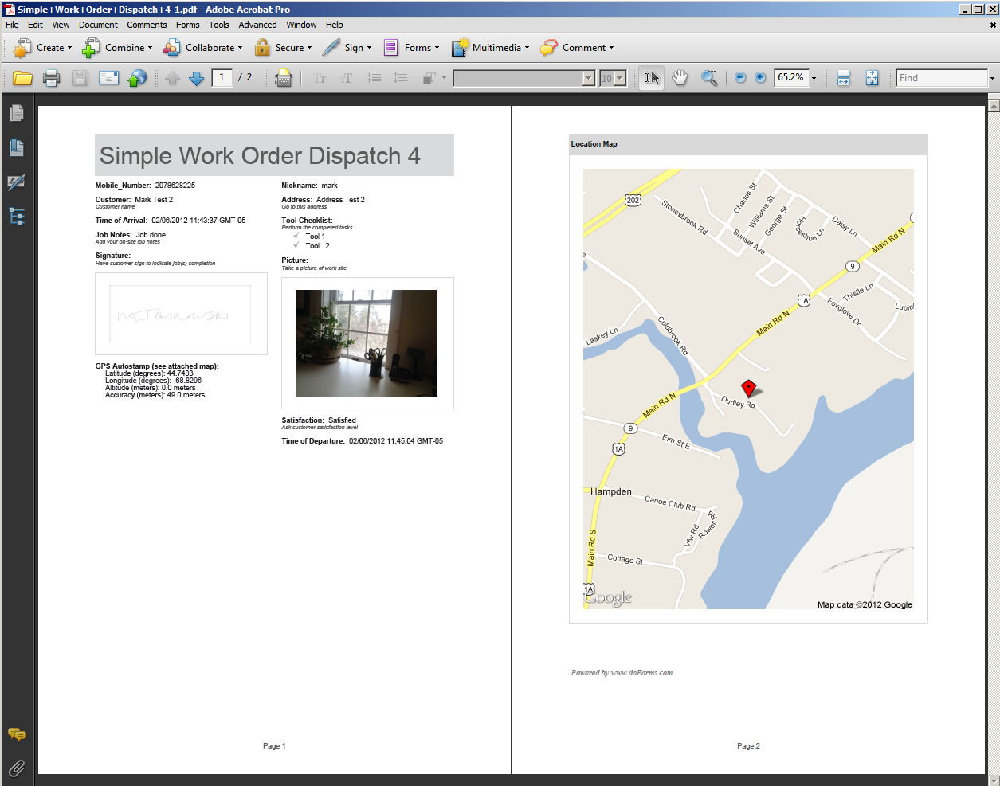 Simple+Work+Order+Dispatch+4-1.pdf - Adobe Acrobat Pro
File Edit View Document Comments Forms Tools Advanced Window Help
Create Combine Collaborate Secure Sign Forms Multimedia Comment
1 / 2 10 65.2% Find
Simple Work Order Dispatch 4
Mobile_Number: 2078628225
Customer: Mark Test 2
Customer name
Time of Arrival: 02/06/2012 11:43:37 GMT-05
Job Notes: Job done
Add your on-site job notes
Signature:
Have customer sign to indicate job(s) completion
GPS Autostamp (see attached map):
Latitude (degrees): 44.7483
Longitude (degrees): -68.8296
Altitude (meters): 0.0 meters
Accuracy (meters): 49.0 meters
Nickname: mark
Address: Address Test 2
Go to this address
Tool Checklist:
Perform the completed tasks
Tool 1
Tool 2
Picture:
Take a picture of work site
Satisfaction: Satisfied
Ask customer satisfaction level
Time of Departure: 02/06/2012 11:45:04 GMT-05
Page 1
Location Map
202
Stoneybrook Rd
Charles St
Williams St
George St
Horseshoe Ln
Daisy Ln
Sunset Ave
Main Rd N
9
1A
Thistle Ln
Foxglove Dr
Lupin
Main Rd N
Coldbrook Rd
Laskey Ln
Main Rd N
Dudley Rd
9
Elm St E
1A
Hampden
Canoe Club Rd
Rowell Rd
Vfw Rd
Main Rd S
Cottage St
1A
Google
Map data ©2012 Google
Powered by www.doForms.com
Page 2